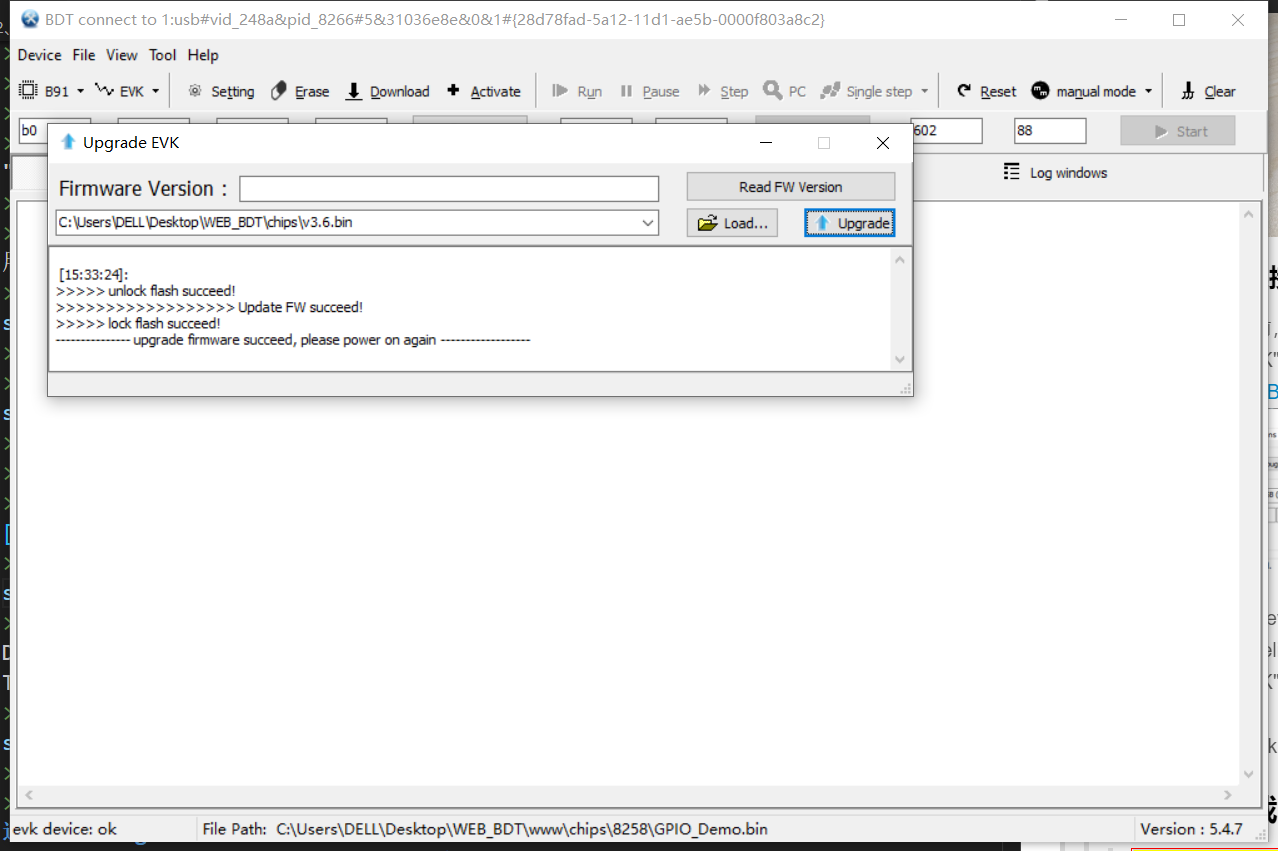 BDT connect to 1:usb#vid_248a&pid_8266#5&31036e8e&0&1#{28d78fad-5a12-11d1-ae5b-0000f803a8c2}
Device File View Tool Help
B91 EVK Setting Erase Download Activate Run Pause Step PC Single step Reset manual mode Clear
b0 602 88 Start
Upgrade EVK
Log windows
Firmware Version : Read FW Version
C:\Users\DELL\Desktop\WEB_BDT\chips\v3.6.bin Load... Upgrade
[15:33:24]:
>>>>> unlock flash succeed!
>>>>>>>>>>>>>>>>>> Update FW succeed!
>>>>> lock flash succeed!
--------------- upgrade firmware succeed, please power on again ------------------
evk device: ok File Path: C:\Users\DELL\Desktop\WEB_BDT\www\chips\8258\GPIO_Demo.bin Version : 5.4.7